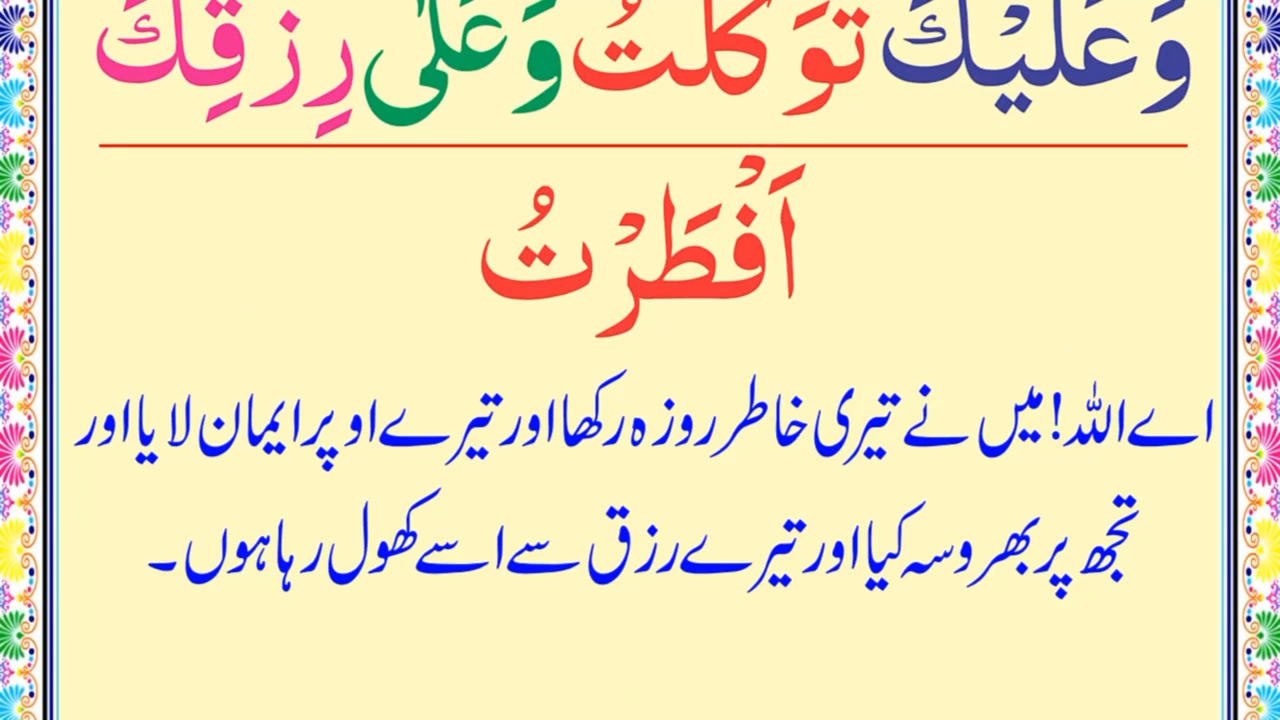 وَعَلَيْكَ تَوَكَّلْتُ وَعَلٰى رِزْقِكَ
اَفْطَرْتُ
اے اللہ! میں نے تیری خاطر روزہ رکھا اور تیرے اوپر ایمان لایا اور
تجھ پر بھروسہ کیا اور تیرے رزق سے اسے کھول رہا ہوں۔